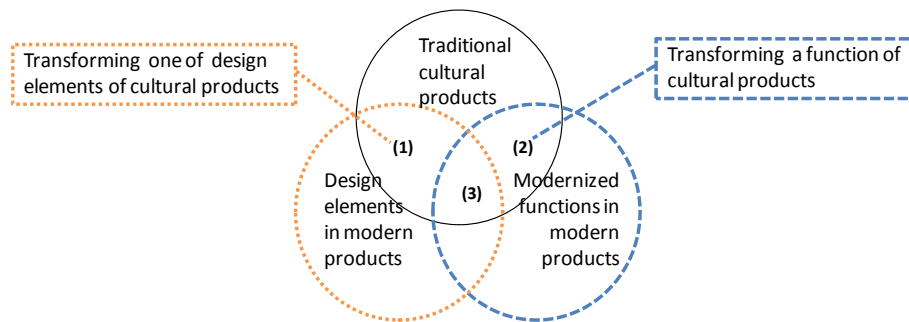 Transforming one of design
elements of cultural products
Traditional
cultural
products
Transforming a function of
cultural products
(1)
(2)
(3)
Design
elements
in modern
products
Modernized
functions in
modern
products